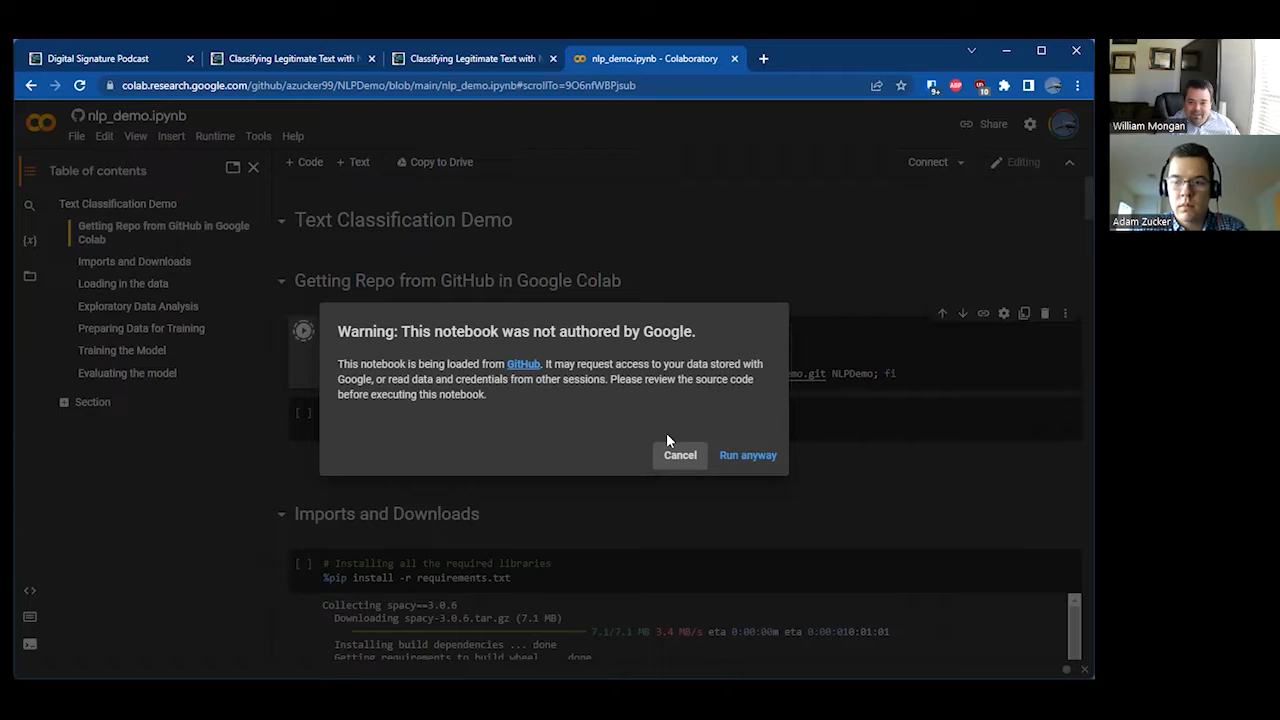 Digital Signature Podcast
Classifying Legitimate Text with
Classifying Legitimate Text with
nlp_demo.ipynb - Colaboratory
colab.research.google.com/github/azucker99/NLPDemo/blob/main/nlp_demo.ipynb#scrollTo=9O6nfWBPjsub
9+
10
nlp_demo.ipynb
File Edit View Insert Runtime Tools Help
Share
Table of contents
+ Code + Text Copy to Drive
Connect
Editing
Text Classification Demo
Getting Repo from GitHub in Google
Colab
Imports and Downloads
Loading in the data
Exploratory Data Analysis
Preparing Data for Training
Training the Model
Evaluating the model
Section
Text Classification Demo
Getting Repo from GitHub in Google Colab
Warning: This notebook was not authored by Google.
This notebook is being loaded from GitHub. It may request access to your data stored with
Google, or read data and credentials from other sessions. Please review the source code
before executing this notebook.
Cancel
Run anyway
emo.git NLPDemo; fi
[ ]
Imports and Downloads
[ ] # Installing all the required libraries
%pip install -r requirements.txt
Collecting spacy==3.0.6
Downloading spacy-3.0.6.tar.gz (7.1 MB)
7.1/7.1 MB 3.4 MB/s eta 0:00:00m eta 0:00:010:01:01
Installing build dependencies ... done
Getting requirements to build wheel ... done
William Mongan
Adam Zucker